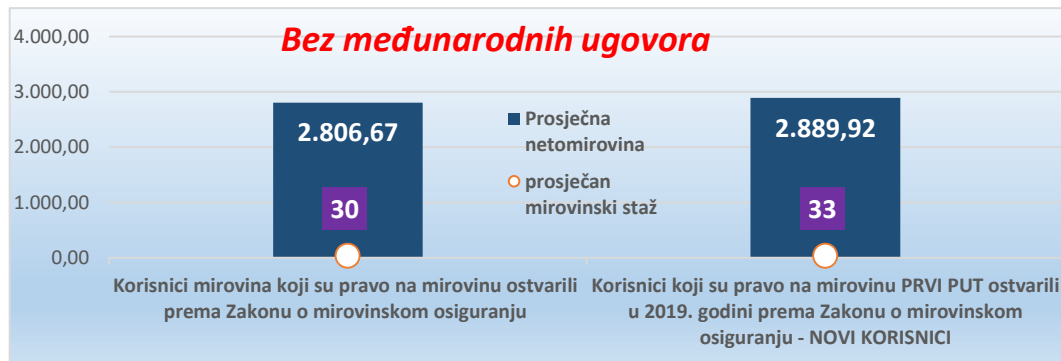 Bez međunarodnih ugovora
4.000,00
3.000,00
2.000,00
1.000,00
0,00
2.806,67
30
Prosječna
netomirovina
prosječan
mirovinski staž
2.889,92
33
Korisnici mirovina koji su pravo na mirovinu ostvarili
prema Zakonu o mirovinskom osiguranju
Korisnici koji su pravo na mirovinu PRVI PUT ostvarili
u 2019. godini prema Zakonu o mirovinskom
osiguranju - NOVI KORISNICI